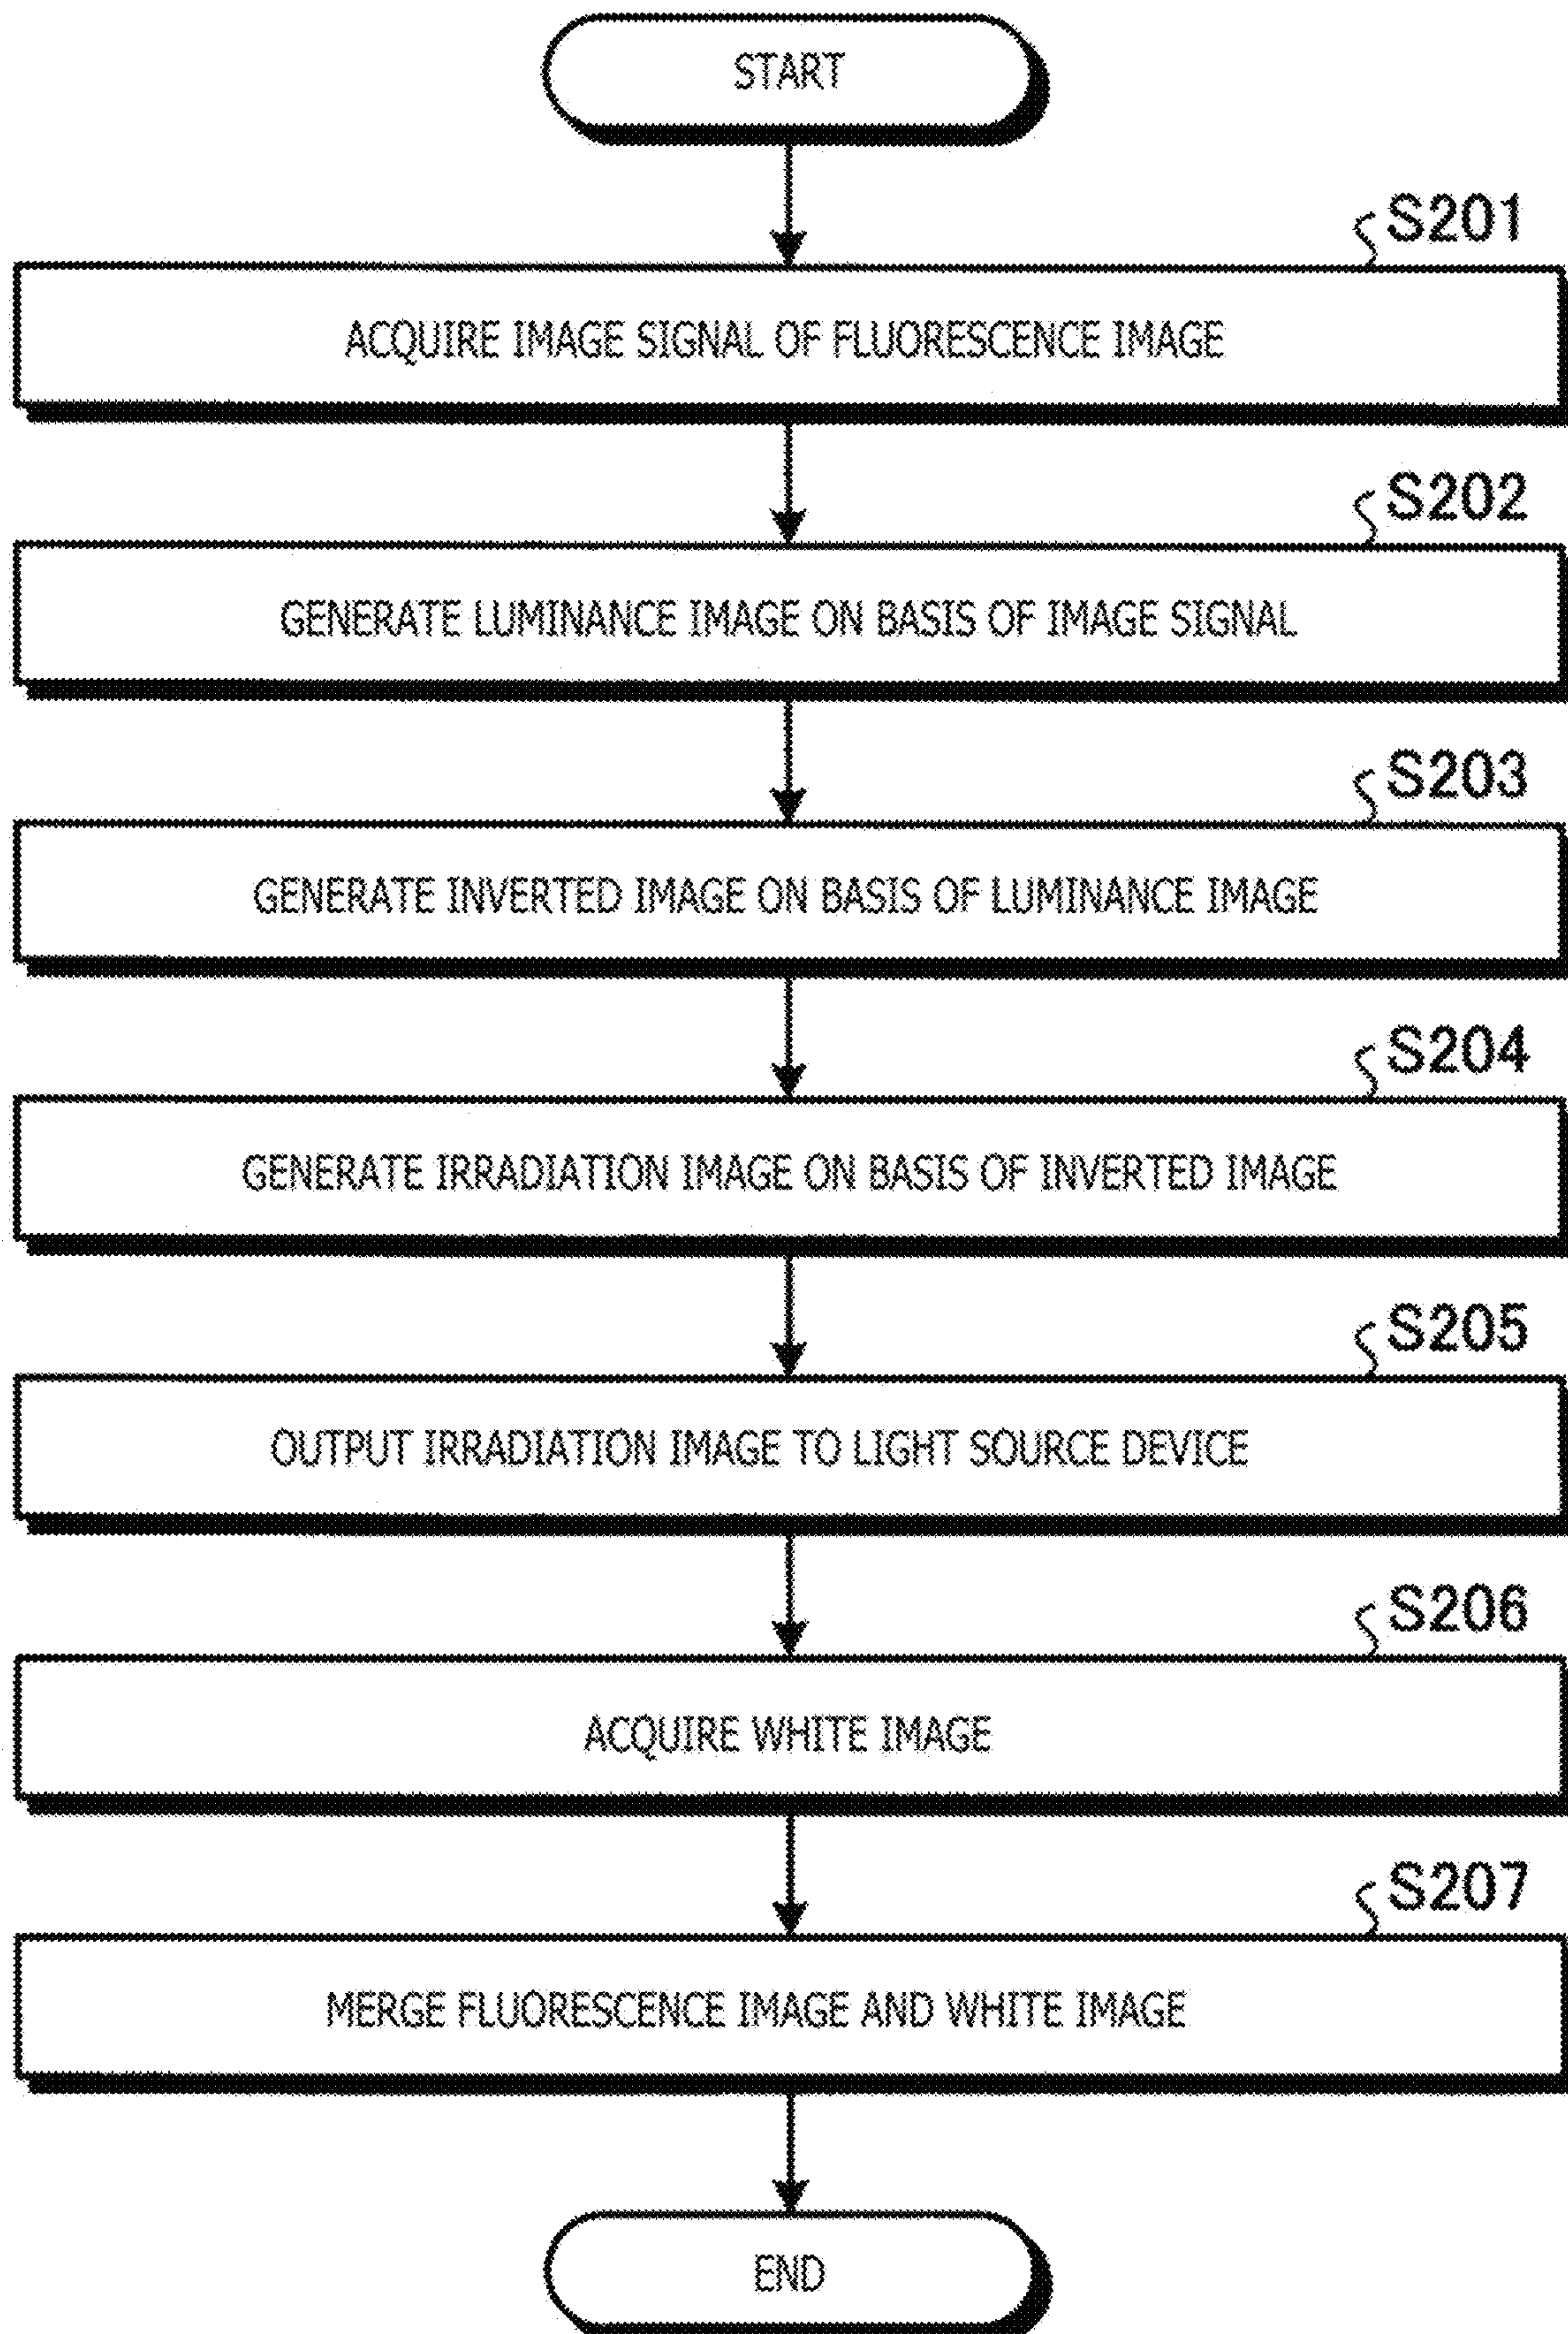 START
S201
ACQUIRE IMAGE SIGNAL OF FLUORESCENCE IMAGE
S202
GENERATE LUMINANCE IMAGE ON BASIS OF IMAGE SIGNAL
S203
GENERATE INVERTED IMAGE ON BASIS OF LUMINANCE IMAGE
S204
GENERATE IRRADIATION IMAGE ON BASIS OF INVERTED IMAGE
S205
OUTPUT IRRADIATION IMAGE TO LIGHT SOURCE DEVICE
S206
ACQUIRE WHITE IMAGE
S207
MERGE FLUORESCENCE IMAGE AND WHITE IMAGE
END